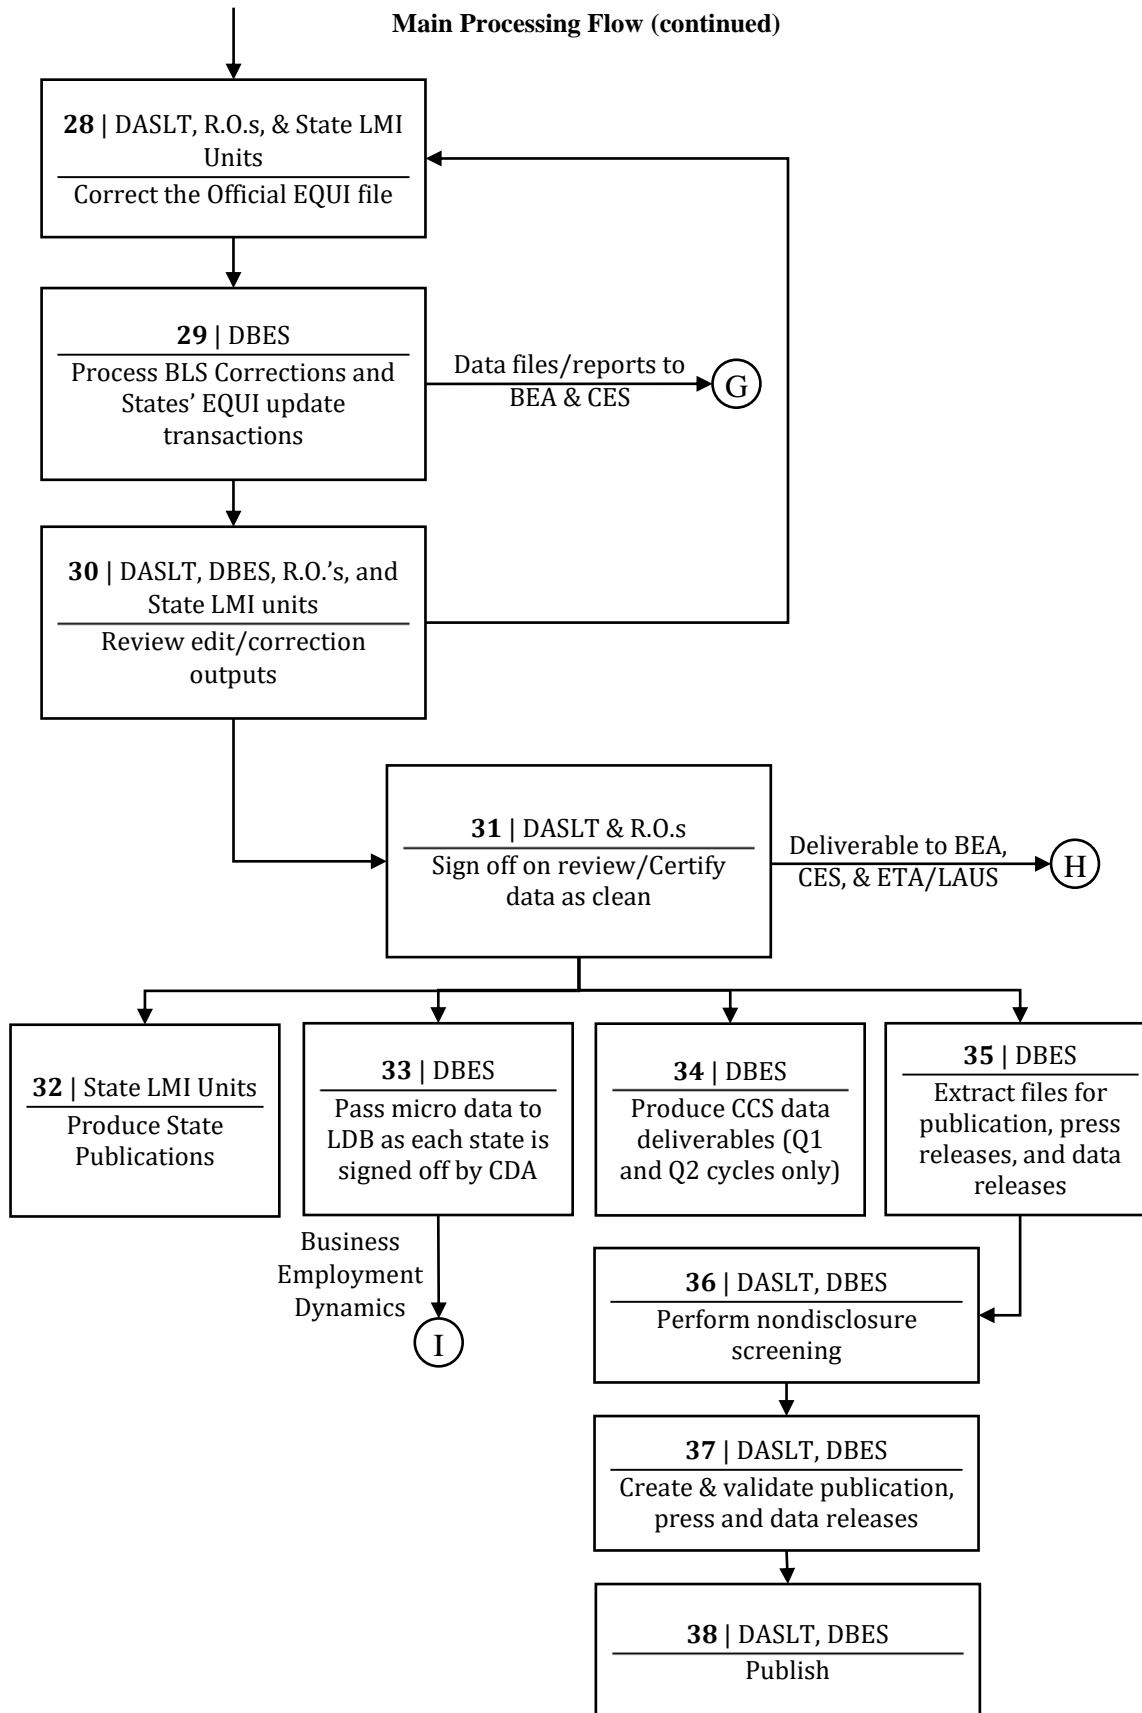 Main Processing Flow (continued)
28 | DASLT, R.O.s, & State LMI
Units
Correct the Official EQUI file
29 | DBES
Process BLS Corrections and
States’ EQUI update
transactions
Data files/reports to
BEA & CES
G
30 | DASLT, DBES, R.O.’s, and
State LMI units
Review edit/correction
outputs
31 | DASLT & R.O.s
Sign off on review/Certify
data as clean
Deliverable to BEA,
CES, & ETA/LAUS
H
32 | State LMI Units
Produce State
Publications
33 | DBES
Pass micro data to
LDB as each state is
signed off by CDA
34 | DBES
Produce CCS data
deliverables (Q1
and Q2 cycles only)
35 | DBES
Extract files for
publication, press
releases, and data
releases
Business
Employment
Dynamics
I
36 | DASLT, DBES
Perform nondisclosure
screening
37 | DASLT, DBES
Create & validate publication,
press and data releases
38 | DASLT, DBES
Publish